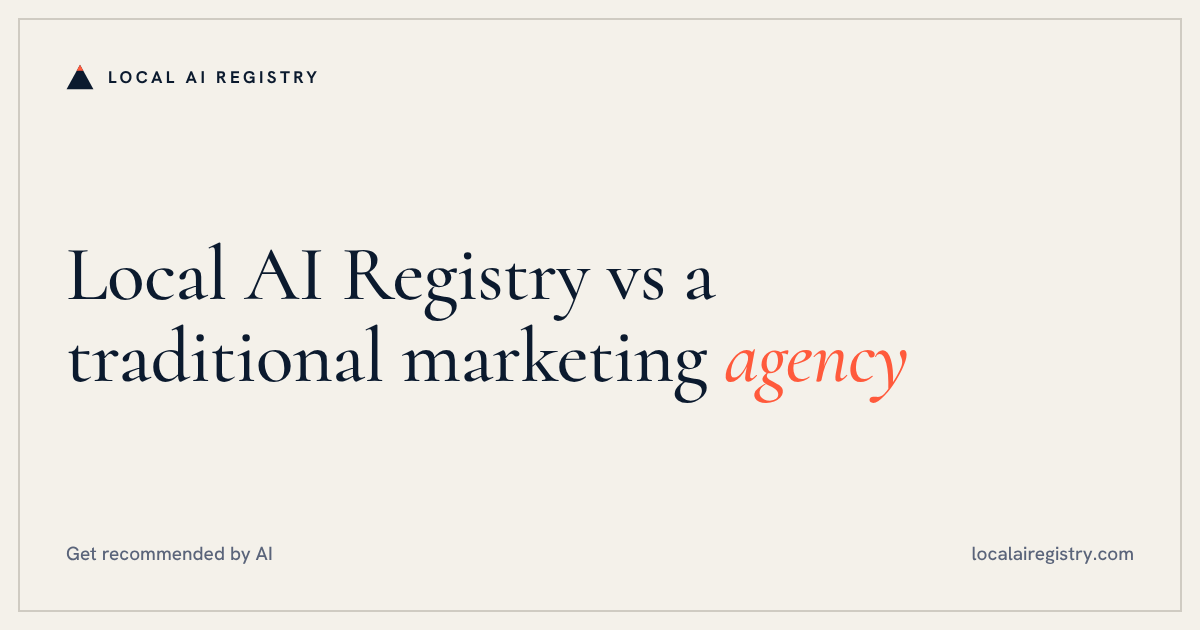 LOCAL AI REGISTRY
Local AI Registry vs a
traditional marketing agency
Get recommended by AI
localairegistry.com